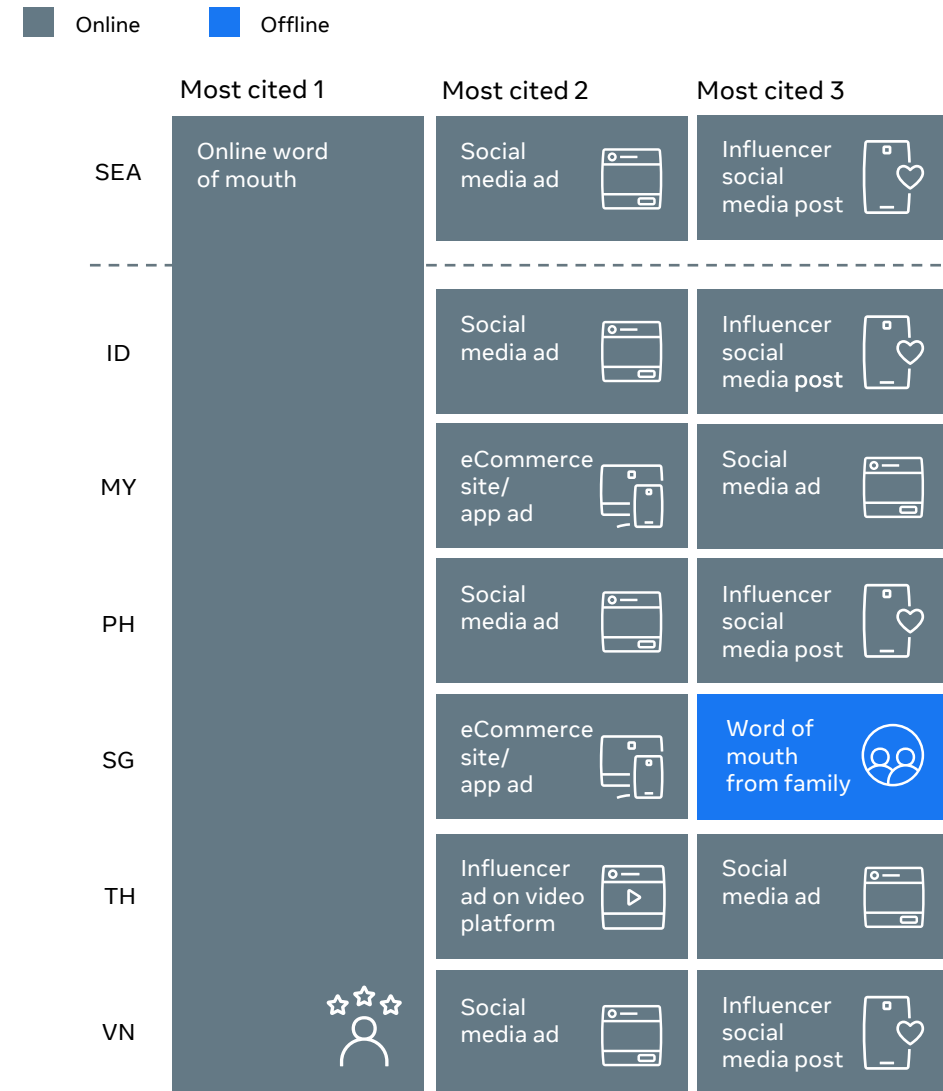 Online
Offline
Most cited 1
Most cited 2
Most cited 3
SEA
Online word
of mouth
Social
media ad
Influencer
social
media post
ID
Social
media ad
Influencer
social
media post
MY
eCommerce
site/
app ad
Social
media ad
PH
Social
media ad
Influencer
social
media post
SG
eCommerce
site/
app ad
Word of
mouth
from family
TH
Influencer
ad on video
platform
Social
media ad
VN
Social
media ad
Influencer
social
media post